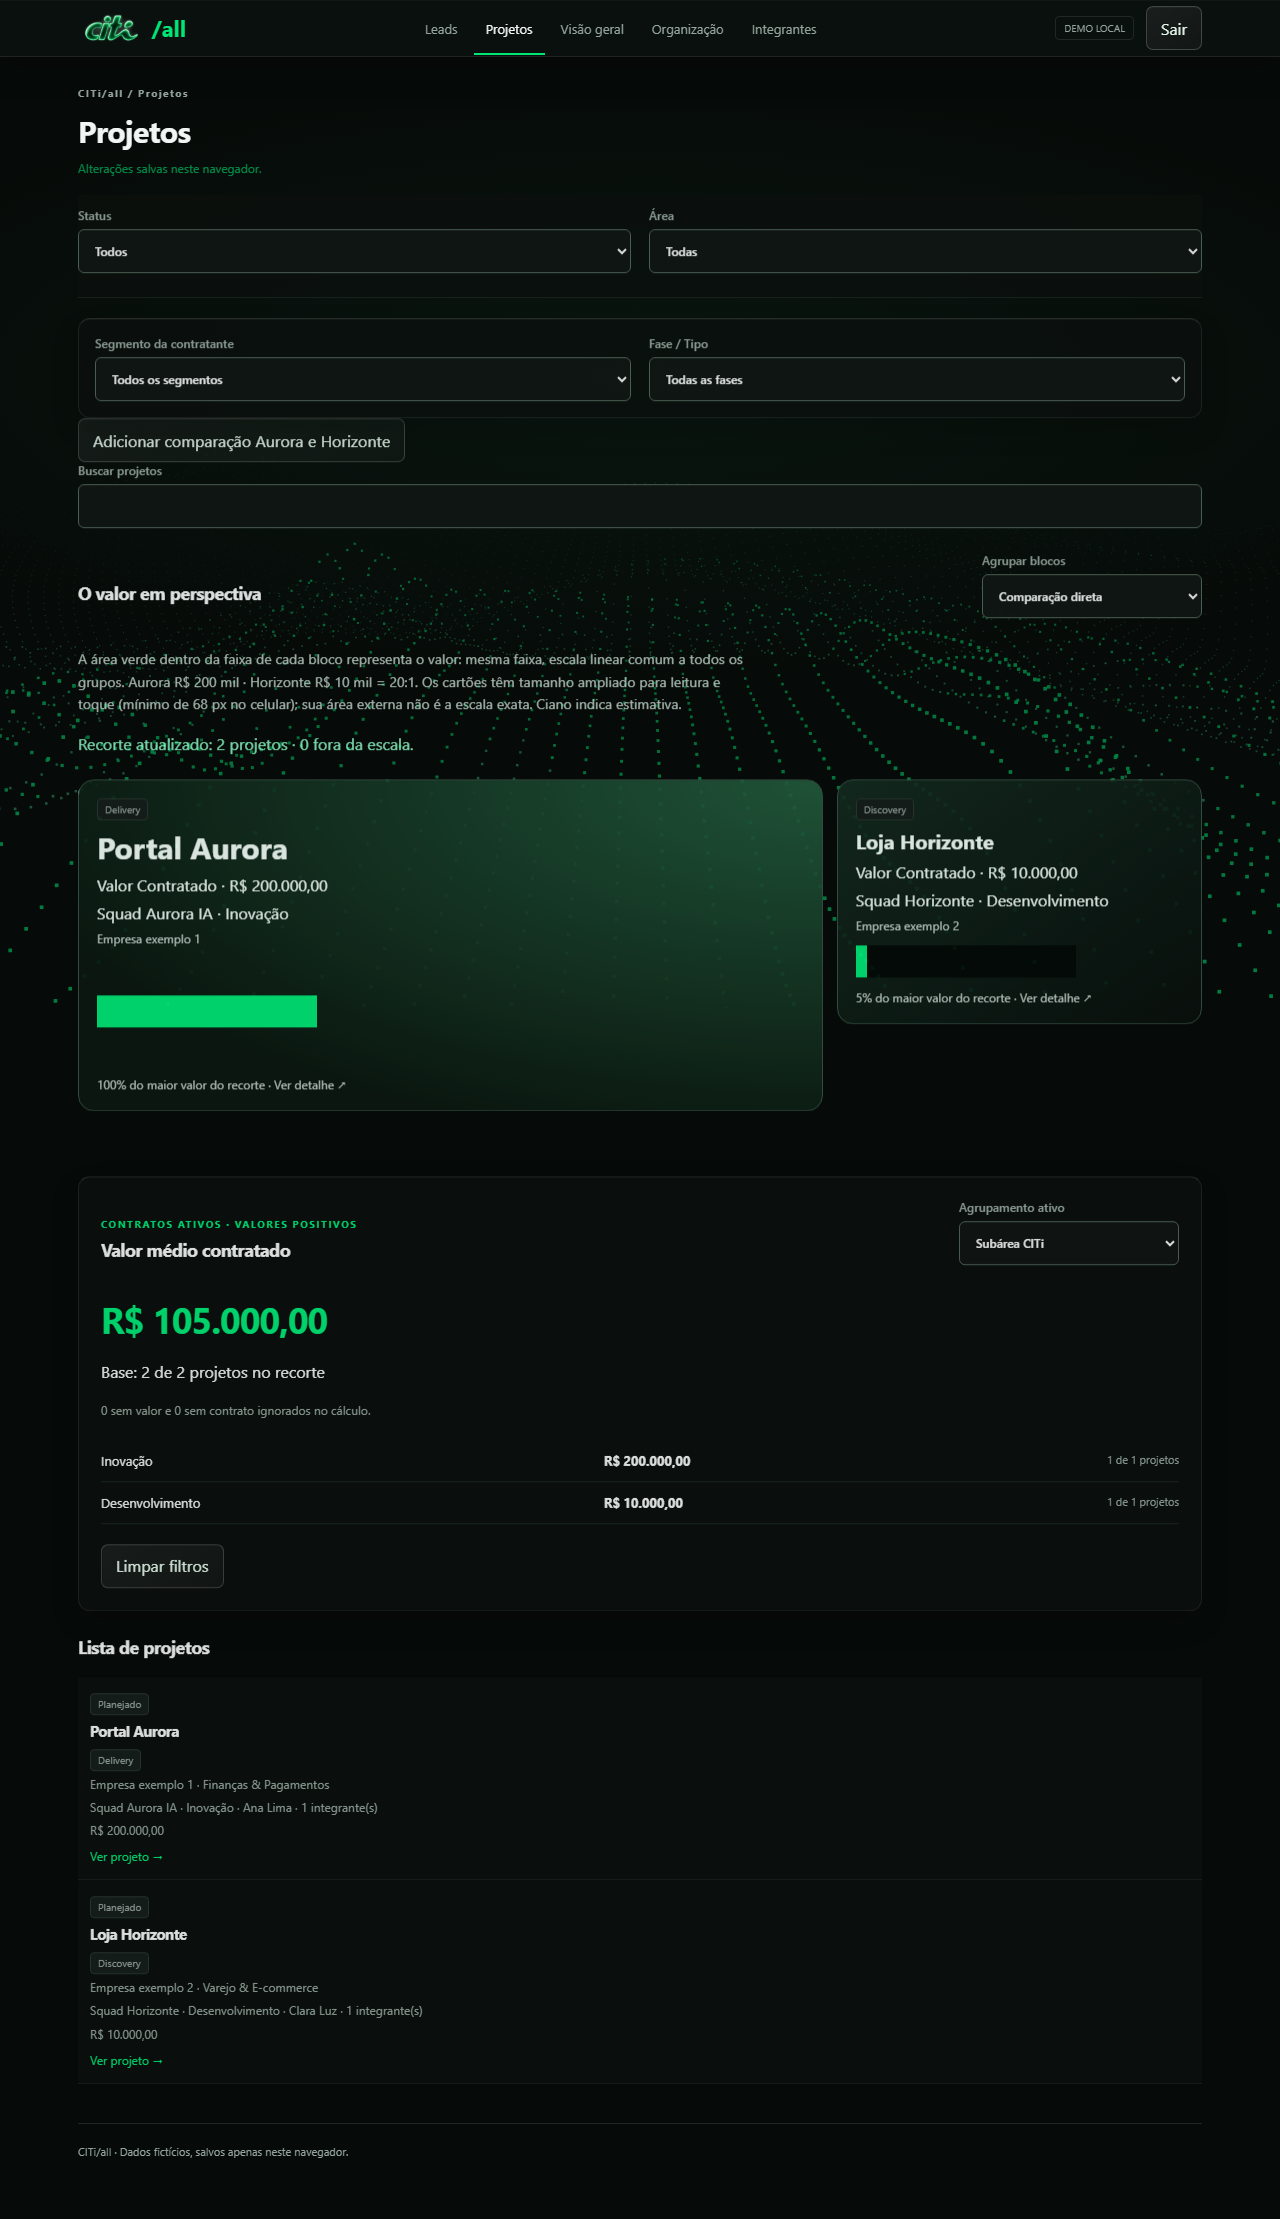 citi /all
Leads
Projetos
Visão geral
Organização
Integrantes
DEMO LOCAL
Sair
CITi/all / Projetos
Projetos
Alterações salvas neste navegador.
Status
Todos
Área
Todas
Segmento da contratante
Todos os segmentos
Fase / Tipo
Todas as fases
Adicionar comparação Aurora e Horizonte
Buscar projetos
O valor em perspectiva
Agrupar blocos
Comparação direta
A área verde dentro da faixa de cada bloco representa o valor: mesma faixa, escala linear comum a todos os
grupos. Aurora R$ 200 mil · Horizonte R$ 10 mil = 20:1. Os cartões têm tamanho ampliado para leitura e
toque (mínimo de 68 px no celular); sua área externa não é a escala exata. Ciano indica estimativa.
Recorte atualizado: 2 projetos · 0 fora da escala.
Delivery
Portal Aurora
Valor Contratado · R$ 200.000,00
Squad Aurora IA · Inovação
Empresa exemplo 1
100% do maior valor do recorte · Ver detalhe ↗
Discovery
Loja Horizonte
Valor Contratado · R$ 10.000,00
Squad Horizonte · Desenvolvimento
Empresa exemplo 2
5% do maior valor do recorte · Ver detalhe ↗
CONTRATOS ATIVOS · VALORES POSITIVOS
Valor médio contratado
Agrupamento ativo
Subárea CITi
R$ 105.000,00
Base: 2 de 2 projetos no recorte
0 sem valor e 0 sem contrato ignorados no cálculo.
Inovação R$ 200.000,00 1 de 1 projetos
Desenvolvimento R$ 10.000,00 1 de 1 projetos
Limpar filtros
Lista de projetos
Planejado
Portal Aurora
Delivery
Empresa exemplo 1 · Finanças & Pagamentos
Squad Aurora IA · Inovação · Ana Lima · 1 integrante(s)
R$ 200.000,00
Ver projeto →
Planejado
Loja Horizonte
Discovery
Empresa exemplo 2 · Varejo & E-commerce
Squad Horizonte · Desenvolvimento · Clara Luz · 1 integrante(s)
R$ 10.000,00
Ver projeto →
CITi/all · Dados fictícios, salvos apenas neste navegador.